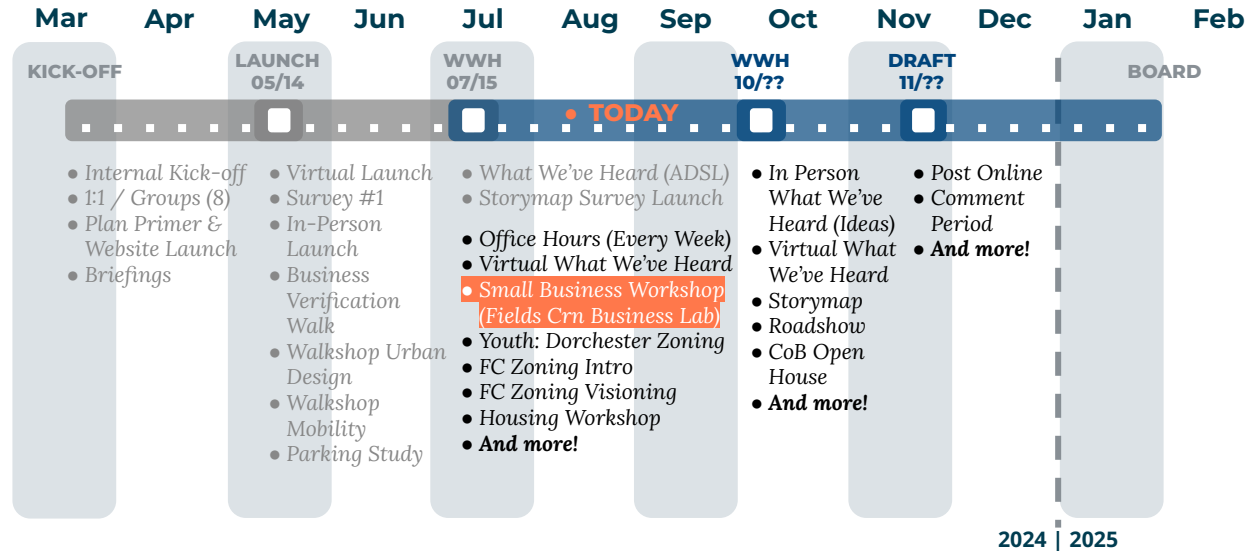 Mar Apr May Jun Jul Aug Sep Oct Nov Dec Jan Feb
KICK-OFF
LAUNCH
05/14
WWH
07/15
WWH
10/??
DRAFT
11/??
BOARD
● TODAY
● Internal Kick-off
● 1:1 / Groups (8)
● Plan Primer &
Website Launch
● Briefings
● Virtual Launch
● Survey #1
● In-Person
Launch
● Business
Verification
Walk
● Walkshop Urban
Design
● Walkshop
Mobility
● Parking Study
● What We've Heard (ADSL)
● Storymap Survey Launch
● Office Hours (Every Week)
● Virtual What We've Heard
● Small Business Workshop
(Fields Crn Business Lab)
● Youth: Dorchester Zoning
● FC Zoning Intro
● FC Zoning Visioning
● Housing Workshop
● And more!
● In Person
What We've
Heard (Ideas)
● Virtual What
We've Heard
● Storymap
● Roadshow
● CoB Open
House
● And more!
● Post Online
● Comment
Period
● And more!
2024 | 2025